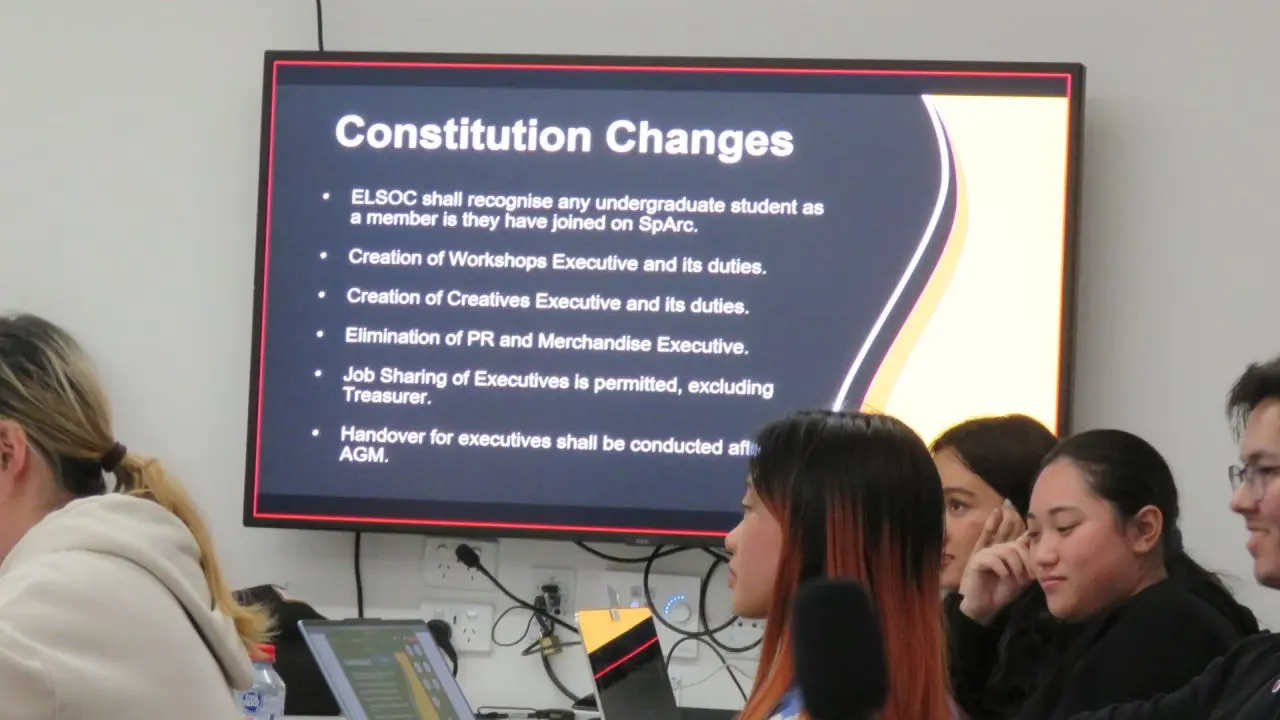 Constitution Changes
• ELSOC shall recognise any undergraduate student as
a member is they have joined on SpArc.
• Creation of Workshops Executive and its duties.
• Creation of Creatives Executive and its duties.
• Elimination of PR and Merchandise Executive.
• Job Sharing of Executives is permitted, excluding
Treasurer.
• Handover for executives shall be conducted
AGM.